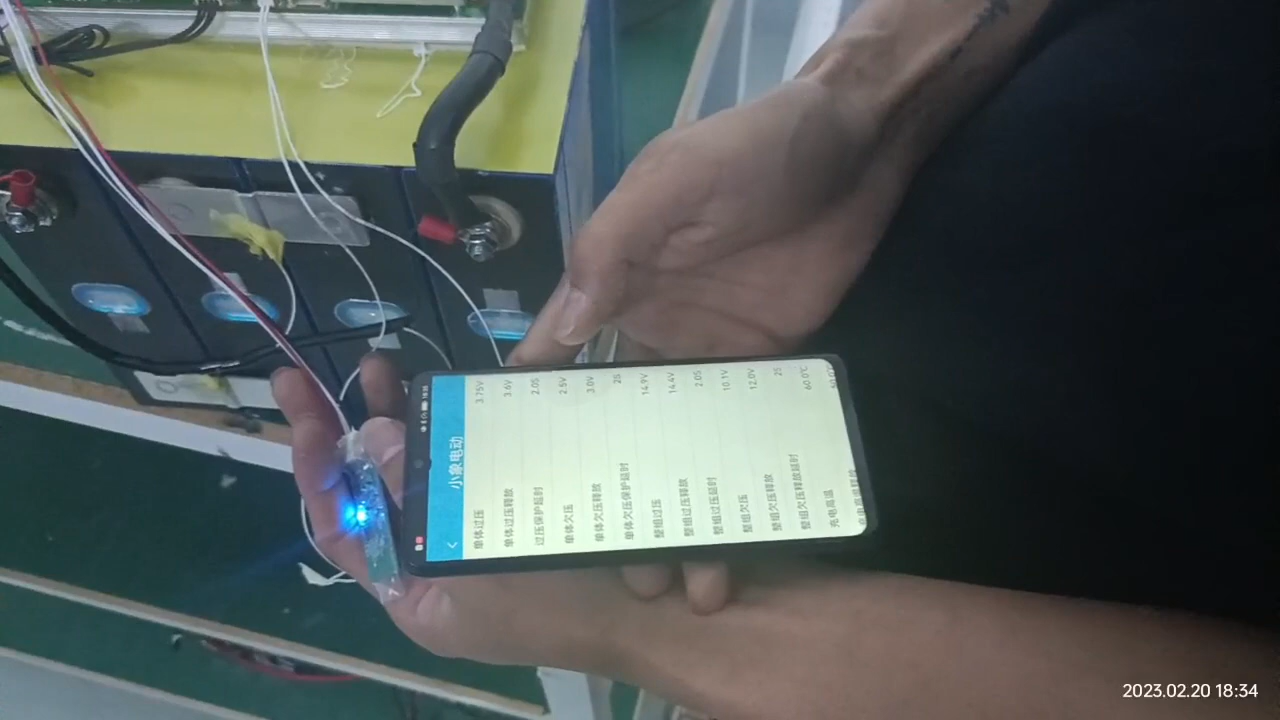 小象电动
单体过压 3.75V
单体过压释放 3.6V
过压保护延时 2.0S
单体欠压 2.5V
单体欠压释放 3.0V
单体欠压保护延时 2S
整组过压 14.9V
整组过压释放 14.4V
整组过压延时 2.0S
整组欠压 10.1V
整组欠压释放 12.0V
整组欠压释放延时 2S
充电高温 60.0℃
2023.02.20 18:34